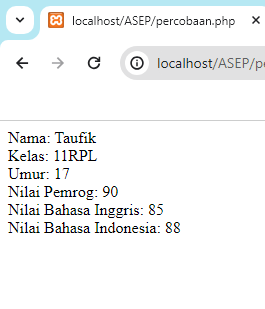 localhost/ASEP/percobaan.php
localhost/ASEP/p
Nama: Taufik
Kelas: 11RPL
Umur: 17
Nilai Pemrog: 90
Nilai Bahasa Inggris: 85
Nilai Bahasa Indonesia: 88